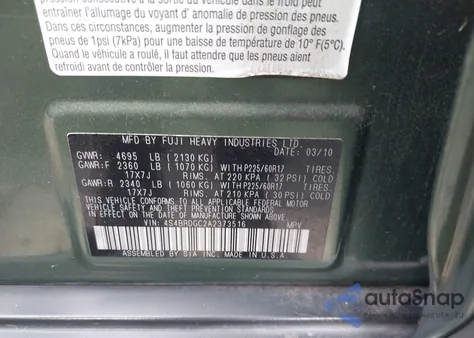 pression consécutive à la sortie du véhicule dans le froid peut
entraîner l'allumage du voyant d' anomalie de pression des pneus.
Dans ces circonstances, augmenter la pression de gonflage des
pneus de 1psi (7kPa) pour une baisse de température de 10° F(5°C).
Quand le véhicule a roulé, il faut attendre que les pneus aient
refroidi avant de contrôler la pression.
MFD BY FUJI HEAVY INDUSTRIES LTD.
GVWR: 4695 LB ( 2130 KG) DATE: 03/10
GAWR:F 2360 LB ( 1070 KG) WITH P225/60R17 TIRES.
17X7J RIMS. AT 220 KPA ( 32 PSI) COLD
GAWR:R 2340 LB ( 1060 KG) WITH P225/60R17 TIRES.
17X7J RIMS. AT 210 KPA ( 30 PSI) COLD
THIS VEHICLE CONFORMS TO ALL APPLICABLE
FEDERAL MOTOR VEHICLE SAFETY STANDARDS
IN EFFECT ON THE DATE OF MANUFACTURE SHOWN ABOVE.
VIN: 4S4BRDGC2A2373516 MPV
ASSEMBLED BY SIA INC. MADE IN U.S.A.
autoSnap